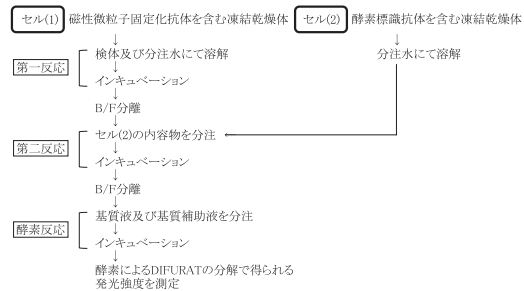 セル(1) 磁性微粒子固定化抗体を含む凍結乾燥体 セル(2) 酵素標識抗体を含む凍結乾燥体
↓ ↓
検体及び分注水にて溶解 分注水にて溶解
第一反応
↓
インキュベーション
↓
B/F分離
↓
セル(2)の内容物を分注
第二反応
↓
インキュベーション
↓
B/F分離
↓
基質液及び基質補助液を分注
酵素反応
↓
インキュベーション
↓
酵素によるDIFURATの分解で得られる
発光強度を測定